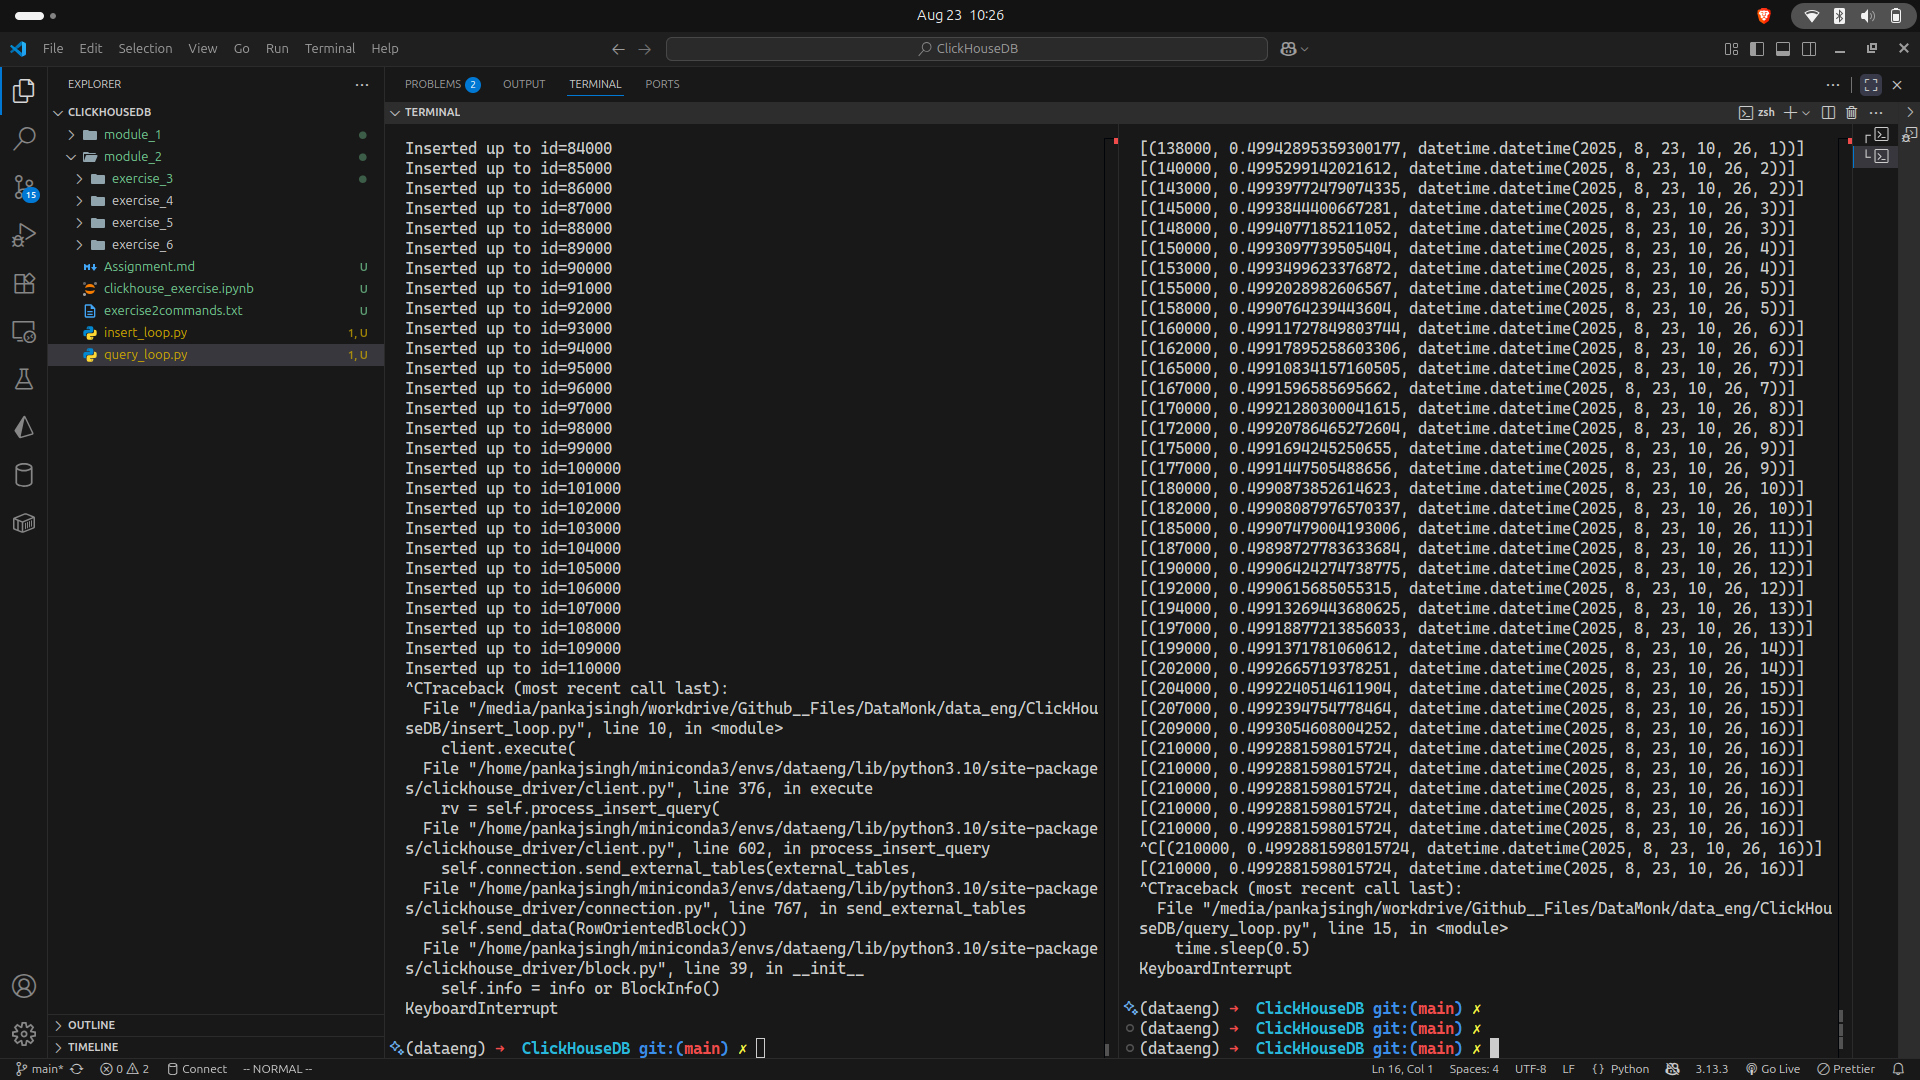 Aug 23 10:26
File Edit Selection View Go Run Terminal Help
ClickHouseDB
EXPLORER
CLICKHOUSEDB
module_1
module_2
exercise_3
exercise_4
exercise_5
exercise_6
Assignment.md U
clickhouse_exercise.ipynb U
exercise2commands.txt U
insert_loop.py 1, U
query_loop.py 1, U
15
OUTLINE
TIMELINE
PROBLEMS 2 OUTPUT TERMINAL PORTS
TERMINAL
zsh
Inserted up to id=84000
Inserted up to id=85000
Inserted up to id=86000
Inserted up to id=87000
Inserted up to id=88000
Inserted up to id=89000
Inserted up to id=90000
Inserted up to id=91000
Inserted up to id=92000
Inserted up to id=93000
Inserted up to id=94000
Inserted up to id=95000
Inserted up to id=96000
Inserted up to id=97000
Inserted up to id=98000
Inserted up to id=99000
Inserted up to id=100000
Inserted up to id=101000
Inserted up to id=102000
Inserted up to id=103000
Inserted up to id=104000
Inserted up to id=105000
Inserted up to id=106000
Inserted up to id=107000
Inserted up to id=108000
Inserted up to id=109000
Inserted up to id=110000
^CTraceback (most recent call last):
File "/media/pankajsingh/workdrive/Github__Files/DataMonk/data_eng/ClickHou
seDB/insert_loop.py", line 10, in <module>
client.execute(
File "/home/pankajsingh/miniconda3/envs/dataeng/lib/python3.10/site-package
s/clickhouse_driver/client.py", line 376, in execute
rv = self.process_insert_query(
File "/home/pankajsingh/miniconda3/envs/dataeng/lib/python3.10/site-package
s/clickhouse_driver/client.py", line 602, in process_insert_query
self.connection.send_external_tables(external_tables,
File "/home/pankajsingh/miniconda3/envs/dataeng/lib/python3.10/site-package
s/clickhouse_driver/connection.py", line 767, in send_external_tables
self.send_data(RowOrientedBlock())
File "/home/pankajsingh/miniconda3/envs/dataeng/lib/python3.10/site-package
s/clickhouse_driver/block.py", line 39, in __init__
self.info = info or BlockInfo()
KeyboardInterrupt
(dataeng) → ClickHouseDB git:(main) ✗
[(138000, 0.49942895359300177, datetime.datetime(2025, 8, 23, 10, 26, 1))]
[(140000, 0.4995299142021612, datetime.datetime(2025, 8, 23, 10, 26, 2))]
[(143000, 0.49939772479074335, datetime.datetime(2025, 8, 23, 10, 26, 2))]
[(145000, 0.4993844400667281, datetime.datetime(2025, 8, 23, 10, 26, 3))]
[(148000, 0.4994077185211052, datetime.datetime(2025, 8, 23, 10, 26, 3))]
[(150000, 0.4993097739505404, datetime.datetime(2025, 8, 23, 10, 26, 4))]
[(153000, 0.4993499623376872, datetime.datetime(2025, 8, 23, 10, 26, 4))]
[(155000, 0.4992028982606567, datetime.datetime(2025, 8, 23, 10, 26, 5))]
[(158000, 0.4990764239443604, datetime.datetime(2025, 8, 23, 10, 26, 5))]
[(160000, 0.49911727849803744, datetime.datetime(2025, 8, 23, 10, 26, 6))]
[(162000, 0.49917895258603306, datetime.datetime(2025, 8, 23, 10, 26, 6))]
[(165000, 0.49910834157160505, datetime.datetime(2025, 8, 23, 10, 26, 7))]
[(167000, 0.4991596585695662, datetime.datetime(2025, 8, 23, 10, 26, 7))]
[(170000, 0.49921280300041615, datetime.datetime(2025, 8, 23, 10, 26, 8))]
[(172000, 0.49920786465272604, datetime.datetime(2025, 8, 23, 10, 26, 8))]
[(175000, 0.4991694245250655, datetime.datetime(2025, 8, 23, 10, 26, 9))]
[(177000, 0.4991447505488656, datetime.datetime(2025, 8, 23, 10, 26, 9))]
[(180000, 0.4990873852614623, datetime.datetime(2025, 8, 23, 10, 26, 10))]
[(182000, 0.49908087976570337, datetime.datetime(2025, 8, 23, 10, 26, 10))]
[(185000, 0.49907479004193006, datetime.datetime(2025, 8, 23, 10, 26, 11))]
[(187000, 0.49898727783633684, datetime.datetime(2025, 8, 23, 10, 26, 11))]
[(190000, 0.49906424274738775, datetime.datetime(2025, 8, 23, 10, 26, 12))]
[(192000, 0.4990615685055315, datetime.datetime(2025, 8, 23, 10, 26, 12))]
[(194000, 0.49913269443680625, datetime.datetime(2025, 8, 23, 10, 26, 13))]
[(197000, 0.49918877213856033, datetime.datetime(2025, 8, 23, 10, 26, 13))]
[(199000, 0.4991371781060612, datetime.datetime(2025, 8, 23, 10, 26, 14))]
[(202000, 0.4992665719378251, datetime.datetime(2025, 8, 23, 10, 26, 14))]
[(204000, 0.4992240514611904, datetime.datetime(2025, 8, 23, 10, 26, 15))]
[(207000, 0.4992394754778464, datetime.datetime(2025, 8, 23, 10, 26, 15))]
[(209000, 0.4993054608004252, datetime.datetime(2025, 8, 23, 10, 26, 16))]
[(210000, 0.4992881598015724, datetime.datetime(2025, 8, 23, 10, 26, 16))]
[(210000, 0.4992881598015724, datetime.datetime(2025, 8, 23, 10, 26, 16))]
[(210000, 0.4992881598015724, datetime.datetime(2025, 8, 23, 10, 26, 16))]
[(210000, 0.4992881598015724, datetime.datetime(2025, 8, 23, 10, 26, 16))]
[(210000, 0.4992881598015724, datetime.datetime(2025, 8, 23, 10, 26, 16))]
^C[(210000, 0.4992881598015724, datetime.datetime(2025, 8, 23, 10, 26, 16))]
[(210000, 0.4992881598015724, datetime.datetime(2025, 8, 23, 10, 26, 16))]
^CTraceback (most recent call last):
File "/media/pankajsingh/workdrive/Github__Files/DataMonk/data_eng/ClickHou
seDB/query_loop.py", line 15, in <module>
time.sleep(0.5)
KeyboardInterrupt
(dataeng) → ClickHouseDB git:(main) ✗
(dataeng) → ClickHouseDB git:(main) ✗
(dataeng) → ClickHouseDB git:(main) ✗
main* 0 2 Connect -- NORMAL -- Ln 16, Col 1 Spaces: 4 UTF-8 LF {} Python 3.13.3 Go Live Prettier